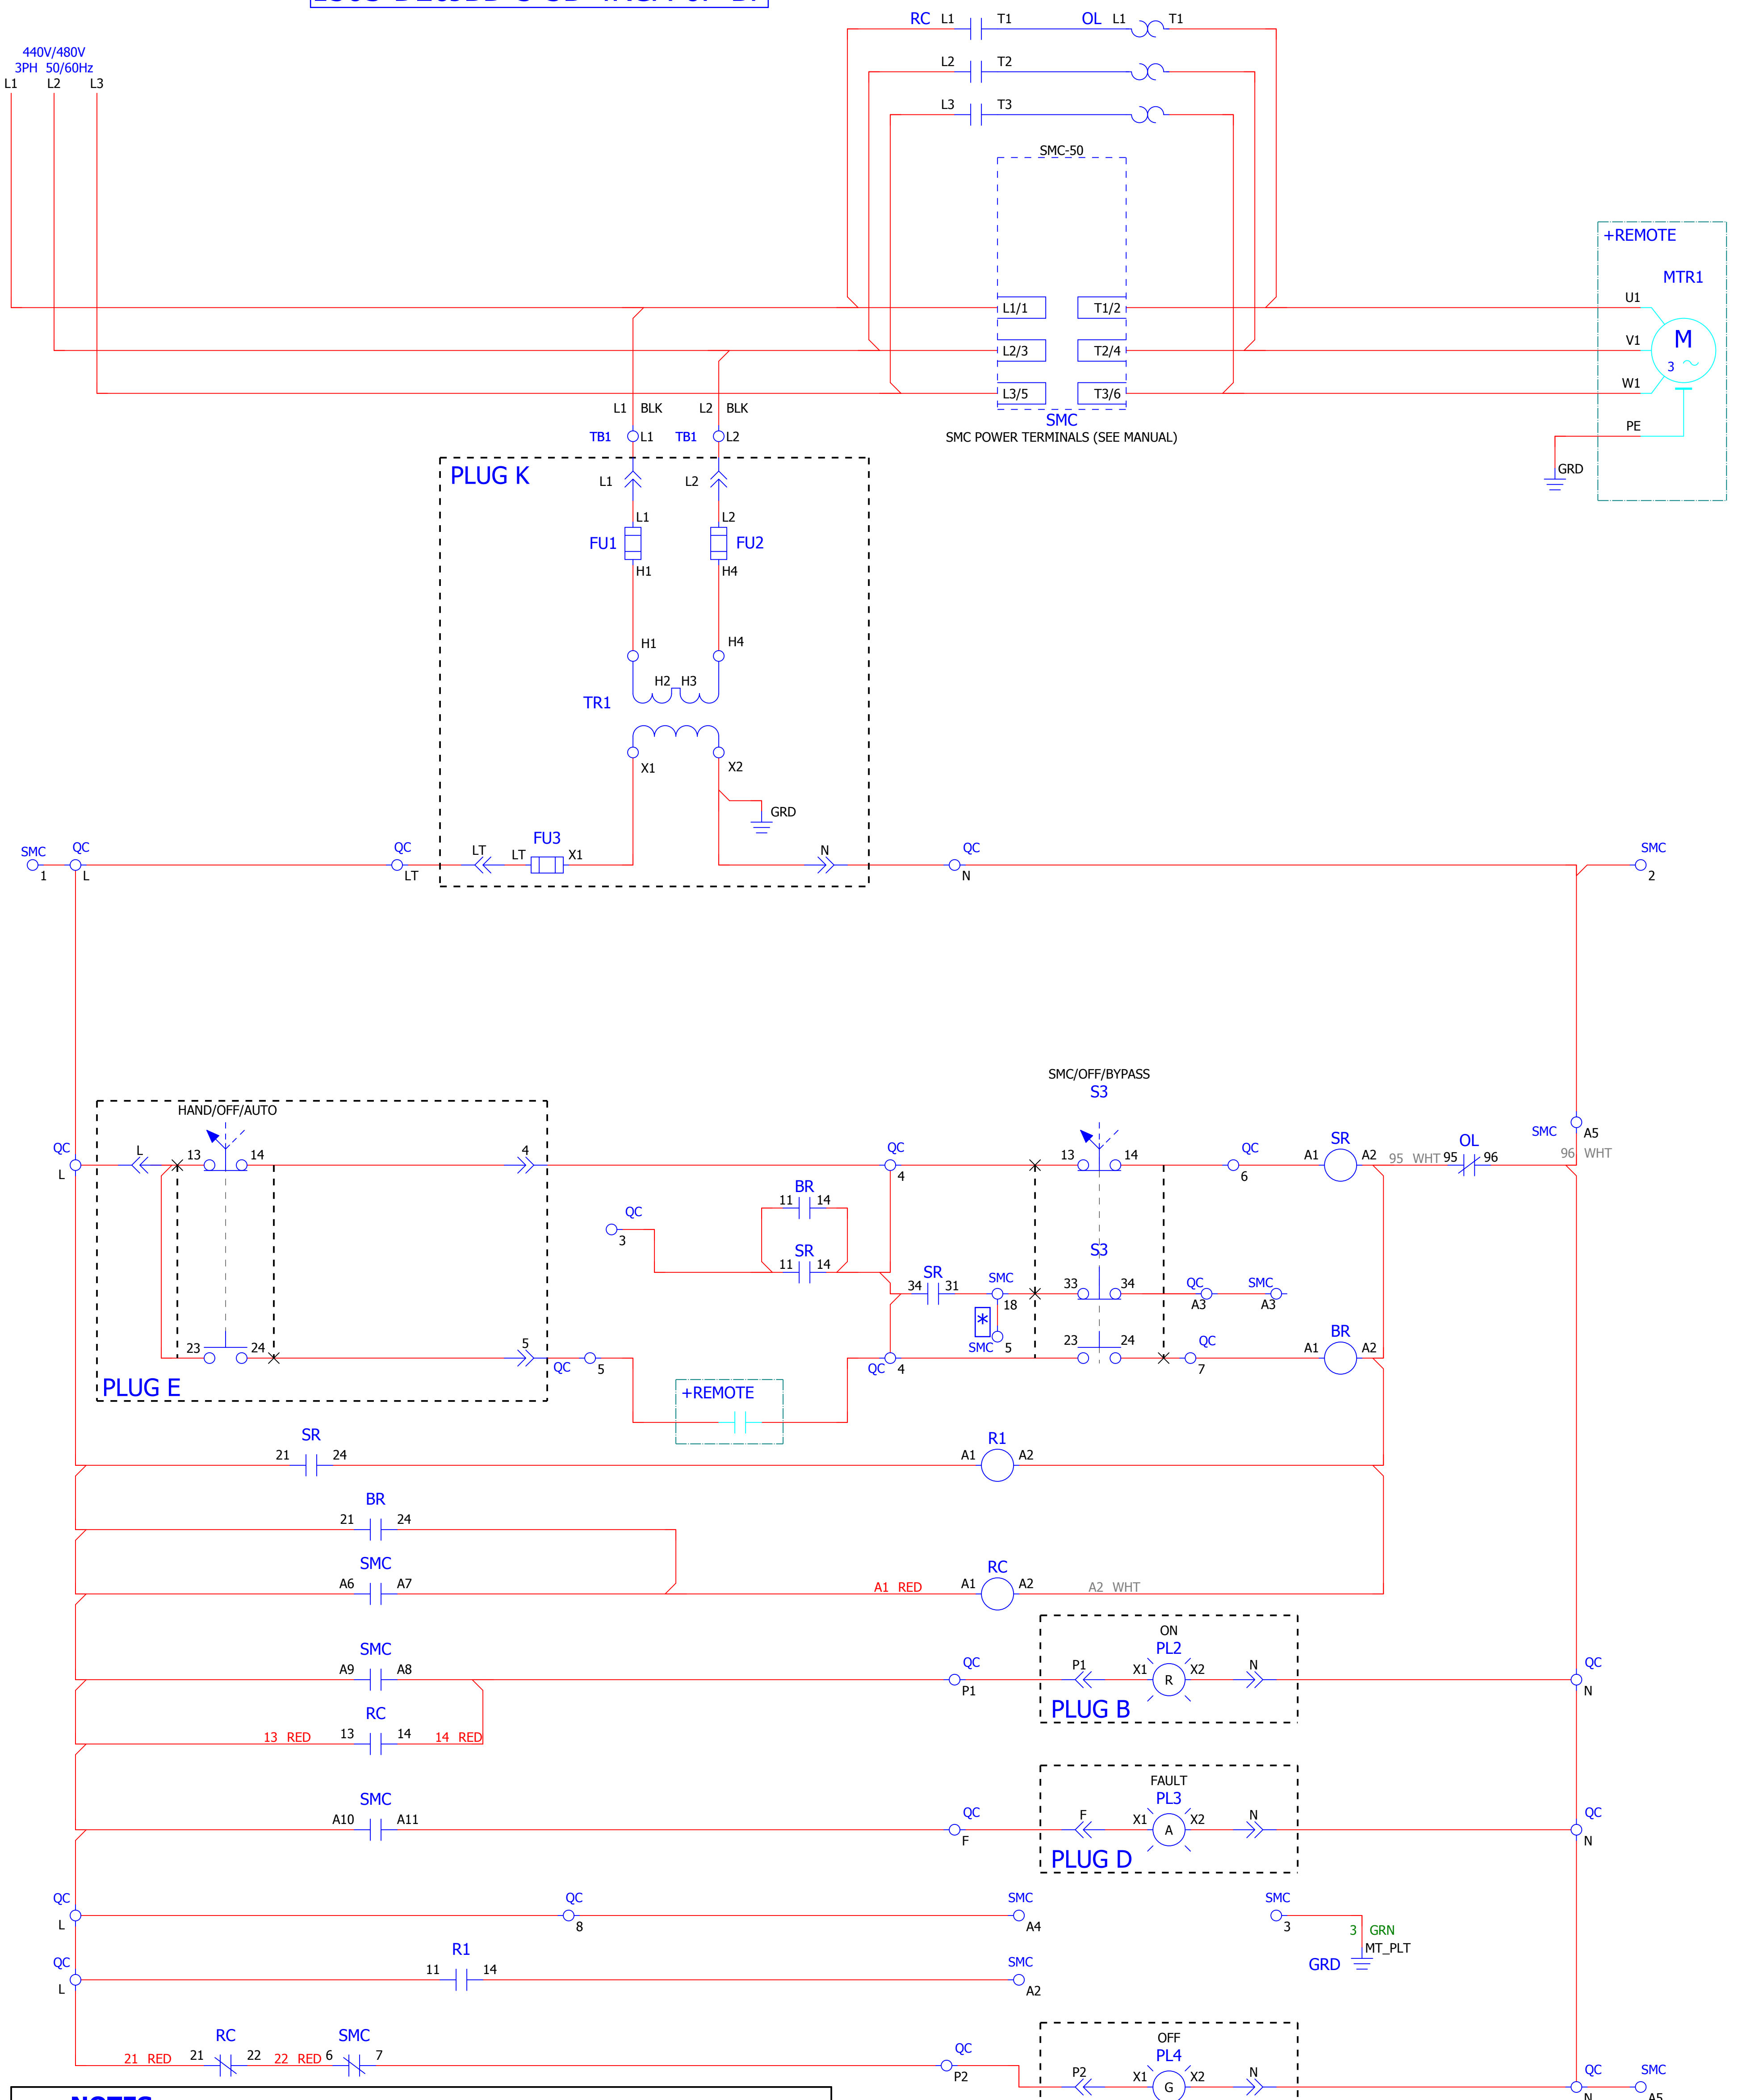 RC L1 T1 OL L1 T1
440V/480V
3PH 50/60Hz
L1 L2 L3
L2 T2
L3 T3
SMC-50
+REMOTE
MTR1
L1/1 T1/2 U1
L2/3 T2/4 V1
M
3
L3/5 T3/6 W1
L1 BLK L2 BLK
SMC
PE
TB1 L1 TB1 L2
SMC POWER TERMINALS (SEE MANUAL)
GRD
PLUG K
L1 L2
L1 L2
FU1 FU2
H1 H4
H1 H4
H2 H3
TR1
X1 X2
GRD
FU3
SMC QC QC LT LT X1 N QC SMC
1 L LT N 2
SMC/OFF/BYPASS
S3
HAND/OFF/AUTO
QC L 13 14 4 QC 13 14 QC SR SMC A5
L 4 6 A1 A2 95 WHT 95 OL 96 96 WHT
BR
11 14
QC
3
SR
11 14
S3
SR
34 31 SMC 33 34 QC SMC
18 A3 A3
*
SMC 5
23 24 5 QC 5 QC 4 23 24 QC 7 A1 BR A2
PLUG E
+REMOTE
SR
21 24 R1 A1 A2
BR
21 24
SMC
A6 A7 A1 RED RC A1 A2 A2 WHT
ON
SMC PL2
A9 A8 QC P1 P1 X1 R X2 N QC N
PLUG B
RC
13 RED 13 14 14 RED
FAULT
SMC PL3
A10 A11 QC F F X1 A X2 N QC N
PLUG D
QC QC SMC SMC
L 8 A4 3
3 GRN
MT_PLT
GRD
QC R1 SMC
L 11 14 A2
OFF
RC SMC PL4
21 RED 21 22 22 RED 6 7 QC P2 P2 X1 G X2 N QC SMC